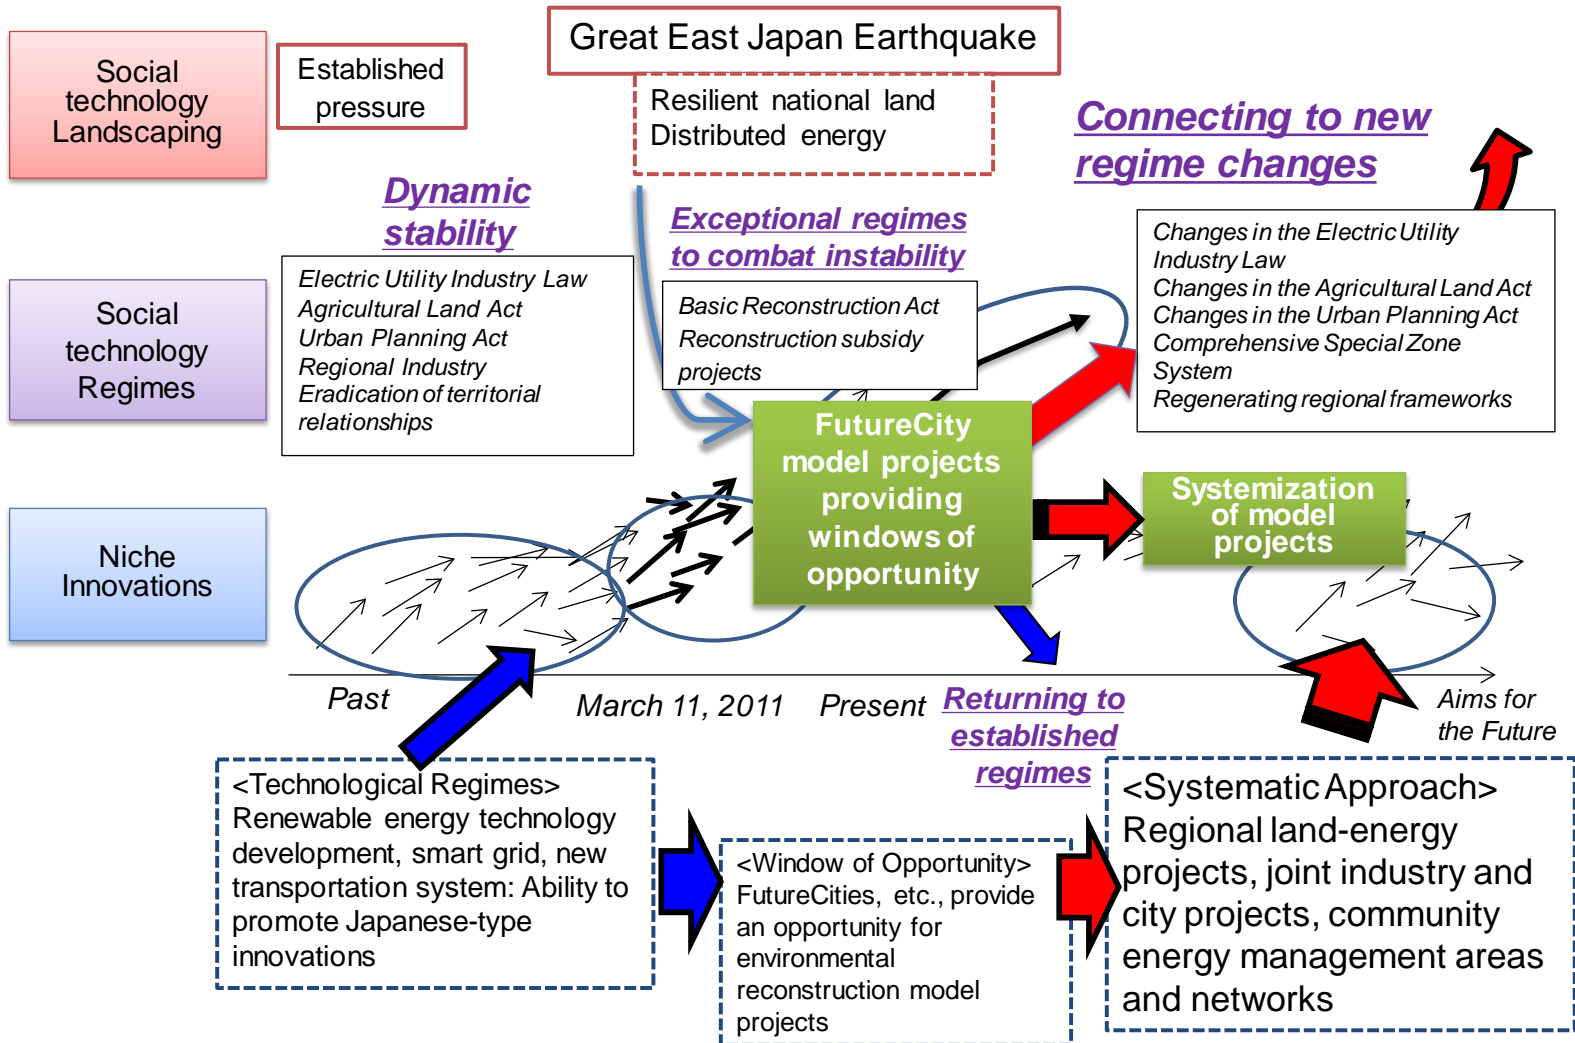 Social
technology
Landscaping
Established
pressure
Great East Japan Earthquake
Resilient national land
Distributed energy
Connecting to new
regime changes
Dynamic
stability
Exceptional regimes
to combat instability
Social
technology
Regimes
Electric Utility Industry Law
Agricultural Land Act
Urban Planning Act
Regional Industry
Eradication of territorial
relationships
Basic Reconstruction Act
Reconstruction subsidy
projects
Changes in the Electric Utility
Industry Law
Changes in the Agricultural Land Act
Changes in the Urban Planning Act
Comprehensive Special Zone
System
Regenerating regional frameworks
FutureCity
model projects
providing
windows of
opportunity
Systemization
of model
projects
Niche
Innovations
Past
March 11, 2011
Present
Returning to
established
regimes
Aims for
the Future
<Technological Regimes>
Renewable energy technology
development, smart grid, new
transportation system: Ability to
promote Japanese-type
innovations
<Window of Opportunity>
FutureCities, etc., provide
an opportunity for
environmental
reconstruction model
projects
<Systematic Approach>
Regional land-energy
projects, joint industry and
city projects, community
energy management areas
and networks